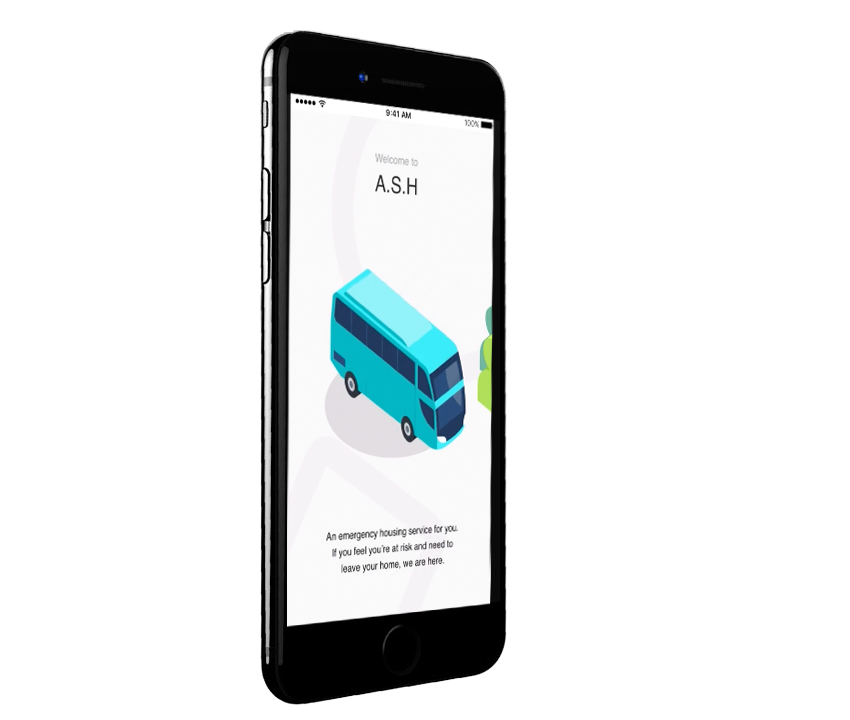 9:41 AM
100%
Welcome to
A.S.H
An emergency housing service for you.
If you feel you're at risk and need to
leave your home, we are here.